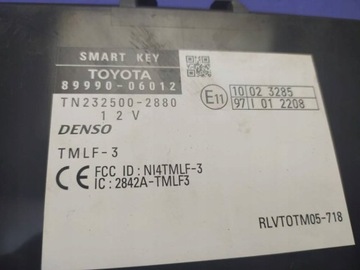 SMART KEY
TOYOTA
89990-06012
TN232500-2880
12V
DENSO
E11
10 02 3285
97 I 01 2208
TMLF-3
CE FCC ID : NI4TMLF-3
IC : 2842A-TMLF3
RLVTOTM05-718